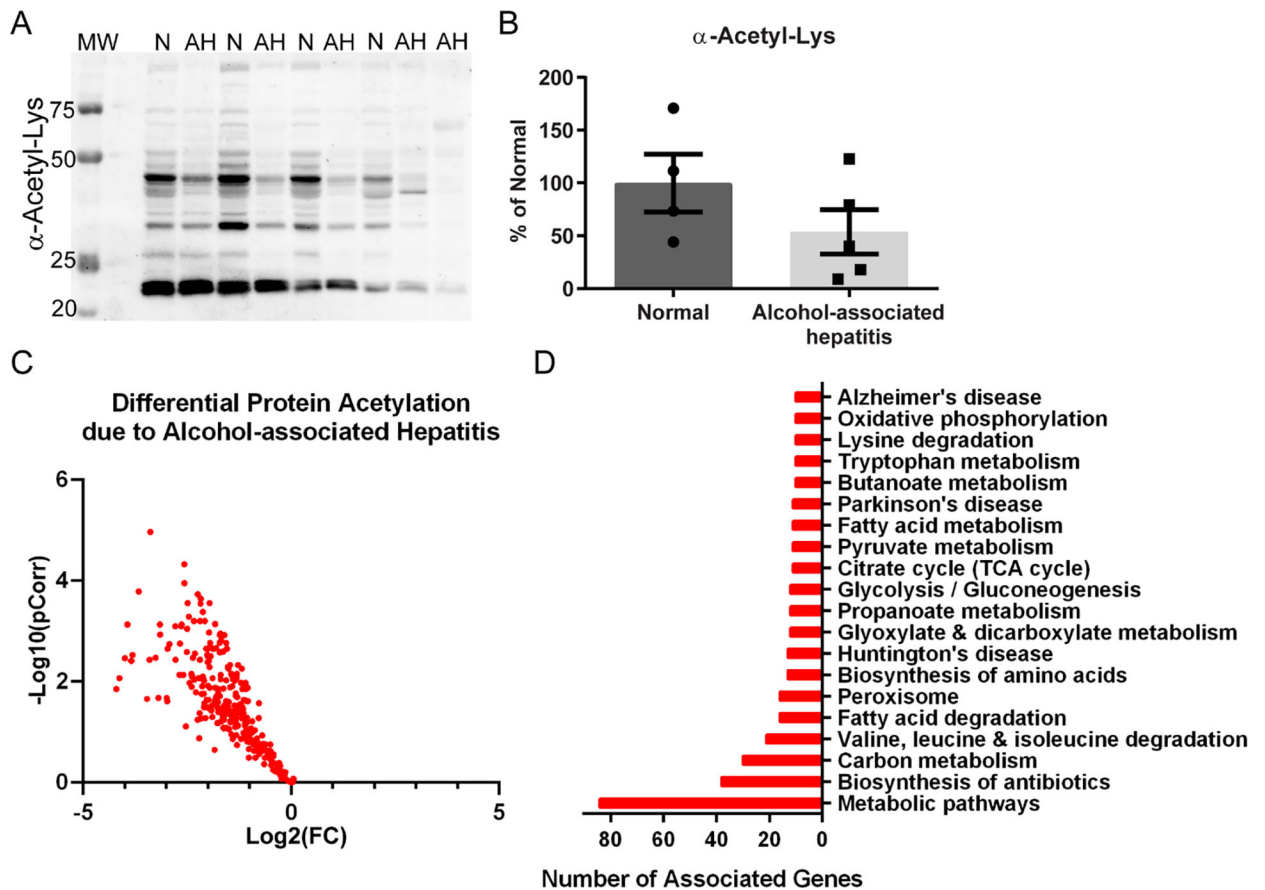 A
MW N AH N AH N AH N AH AH
α-Acetyl-Lys
75
50
25
20
B
α-Acetyl-Lys
% of Normal
200
150
100
50
0
Normal
Alcohol-associated
hepatitis
C
Differential Protein Acetylation
due to Alcohol-associated Hepatitis
-Log10(pCorr)
6
4
2
0
-5 0 5
Log2(FC)
D
Alzheimer's disease
Oxidative phosphorylation
Lysine degradation
Tryptophan metabolism
Butanoate metabolism
Parkinson's disease
Fatty acid metabolism
Pyruvate metabolism
Citrate cycle (TCA cycle)
Glycolysis / Gluconeogenesis
Propanoate metabolism
Glyoxylate & dicarboxylate metabolism
Huntington's disease
Biosynthesis of amino acids
Peroxisome
Fatty acid degradation
Valine, leucine & isoleucine degradation
Carbon metabolism
Biosynthesis of antibiotics
Metabolic pathways
80 60 40 20 0
Number of Associated Genes